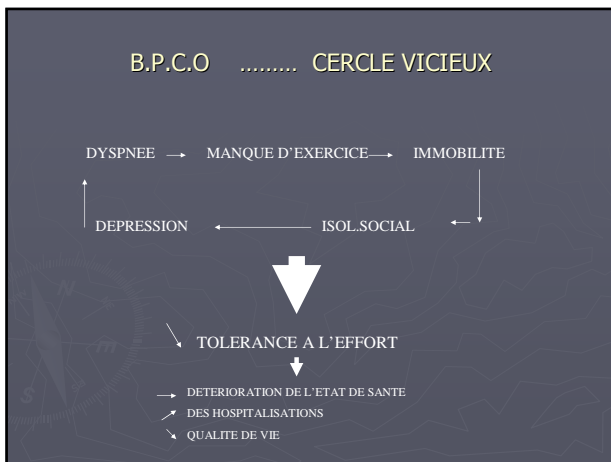 B.P.C.O ......... CERCLE VICIEUX
DYSPNEE → MANQUE D'EXERCICE → IMMOBILITE
DEPRESSION ← ISOL.SOCIAL ←
↘ TOLERANCE A L'EFFORT
→ DETERIORATION DE L'ETAT DE SANTE
↗ DES HOSPITALISATIONS
↘ QUALITE DE VIE
N
m
S